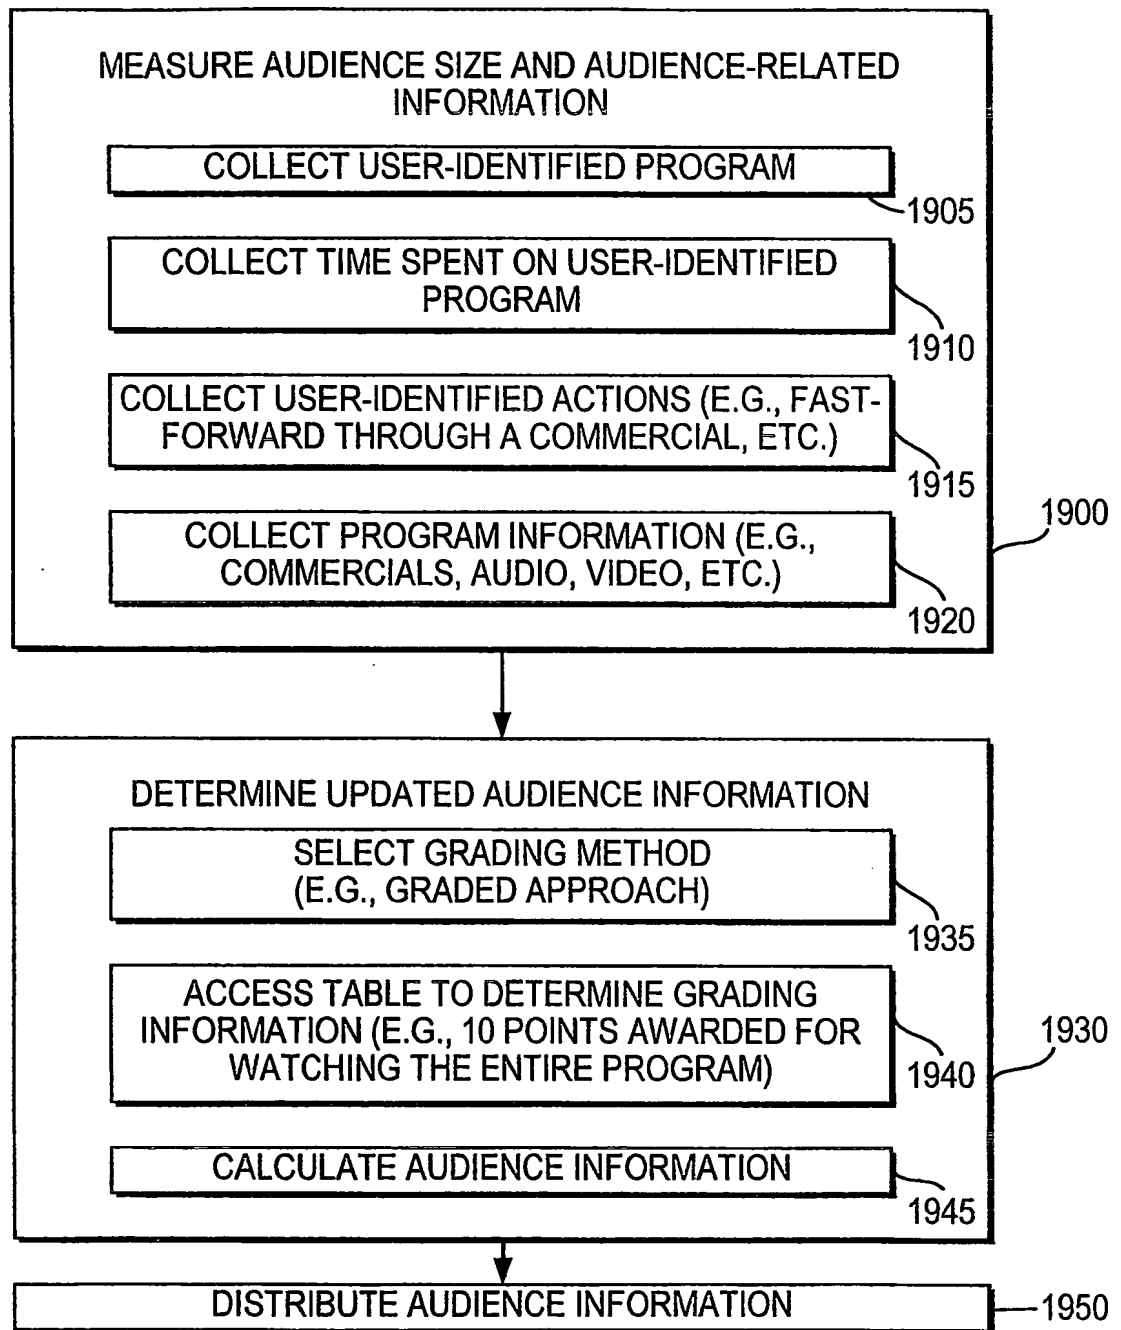 MEASURE AUDIENCE SIZE AND AUDIENCE-RELATED
INFORMATION
COLLECT USER-IDENTIFIED PROGRAM
1905
COLLECT TIME SPENT ON USER-IDENTIFIED
PROGRAM
1910
COLLECT USER-IDENTIFIED ACTIONS (E.G., FAST-
FORWARD THROUGH A COMMERCIAL, ETC.)
1915
1900
COLLECT PROGRAM INFORMATION (E.G.,
COMMERCIALS, AUDIO, VIDEO, ETC.)
1920
DETERMINE UPDATED AUDIENCE INFORMATION
SELECT GRADING METHOD
(E.G., GRADED APPROACH)
1935
ACCESS TABLE TO DETERMINE GRADING
INFORMATION (E.G., 10 POINTS AWARDED FOR
WATCHING THE ENTIRE PROGRAM)
1940
1930
CALCULATE AUDIENCE INFORMATION
1945
DISTRIBUTE AUDIENCE INFORMATION
1950